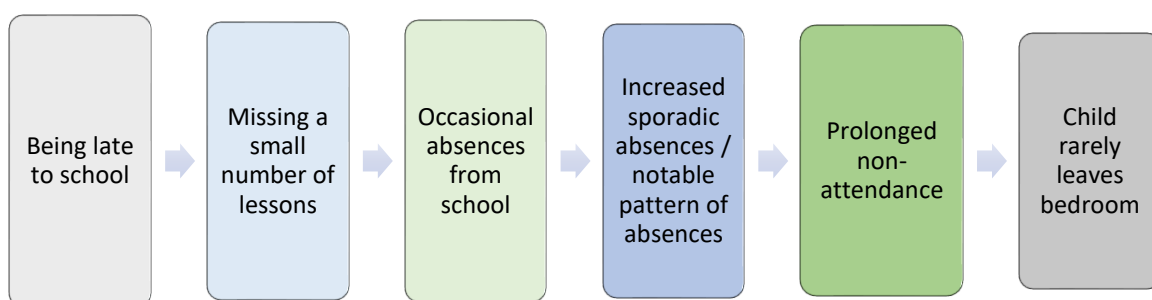 Being late
to school
Missing a
small
number of
lessons
Occasional
absences
from
school
Increased
sporadic
absences /
notable
pattern of
absences
Prolonged
non-
attendance
Child
rarely
leaves
bedroom